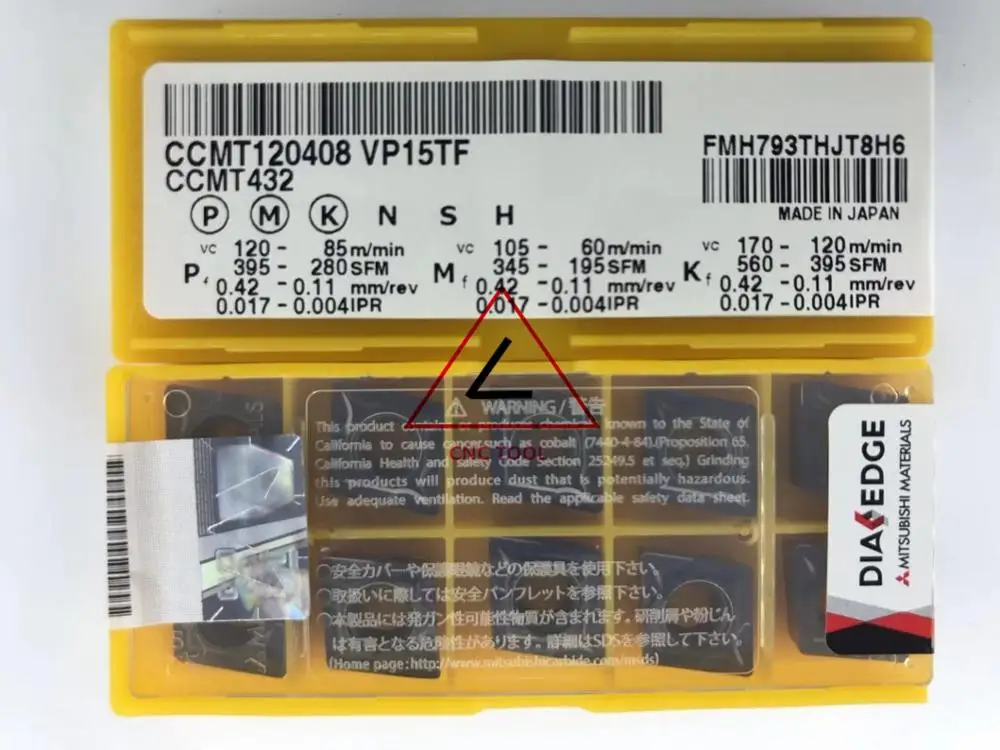 CCMT120408 VP15TF
CCMT432
FMH793THJT8H6
MADE IN JAPAN
P M K N S H
P vc 120 - 85 m/min
395 - 280 SFM
f 0.42 - 0.11 mm/rev
0.017 - 0.004 IPR
M vc 105 - 60 m/min
345 - 195 SFM
f 0.42 - 0.11 mm/rev
0.017 - 0.004 IPR
K vc 170 - 120 m/min
560 - 395 SFM
f 0.42 - 0.11 mm/rev
0.017 - 0.004 IPR
WARNING/警告
This product contains or produces known to the State of
California to cause cancer such as cobalt (7440-4-84).(Proposition 65,
California Health and safety Code Section 25249.5 et seq.) Grinding
this products will produce dust that is potentially hazardous.
Use adequate ventilation. Read the applicable safety data sheet.
CNC TOOL
○安全カバーや保護眼鏡などの保護具を使用下さい。
○取扱いに際しては安全パンフレットを参照下さい。
○本製品には発ガン性可能性物質が含まれます。研削屑や粉じん
は有害となる危険性があります。詳細はSDSを参照して下さい。
(Home page:http://www.mitsubishicarbide.com/msds)
DIAEDGE
MITSUBISHI MATERIALS